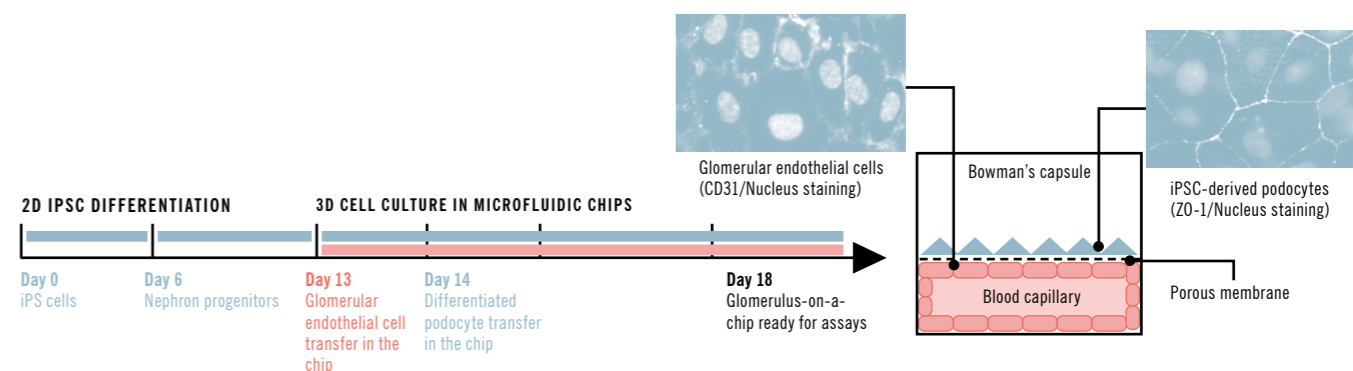 Glomerular endothelial cells
(CD31/Nucleus staining)
Bowman's capsule
iPSC-derived podocytes
(ZO-1/Nucleus staining)
2D IPSC DIFFERENTIATION
3D CELL CULTURE IN MICROFLUIDIC CHIPS
Day 0
iPS cells
Day 6
Nephron progenitors
Day 13
Glomerular
endothelial cell
transfer in the
chip
Day 14
Differentiated
podocyte transfer
in the chip
Day 18
Glomerulus-on-a-
chip ready for assays
Blood capillary
Porous membrane